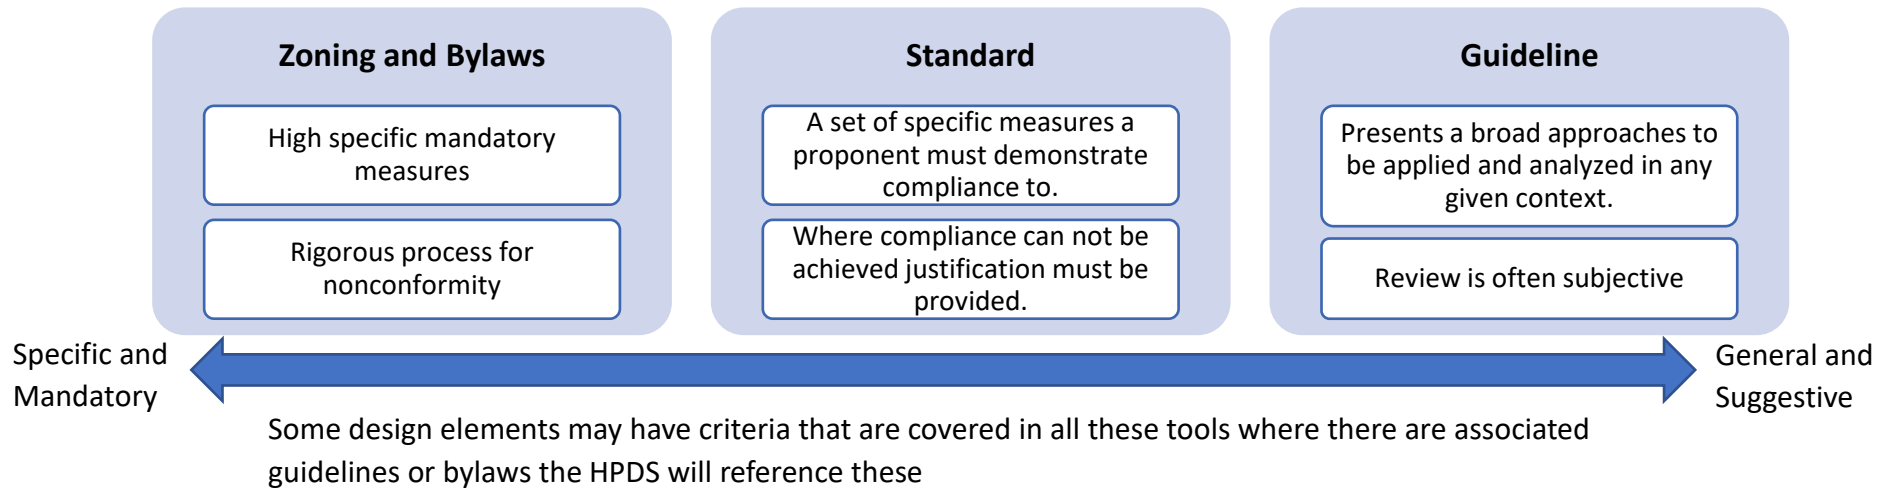 Zoning and Bylaws
High specific mandatory
measures
Rigorous process for
nonconformity
Standard
A set of specific measures a
proponent must demonstrate
compliance to.
Where compliance can not be
achieved justification must be
provided.
Guideline
Presents a broad approaches to
be applied and analyzed in any
given context.
Review is often subjective
Specific and
Mandatory
General and
Suggestive
Some design elements may have criteria that are covered in all these tools where there are associated
guidelines or bylaws the HPDS will reference these